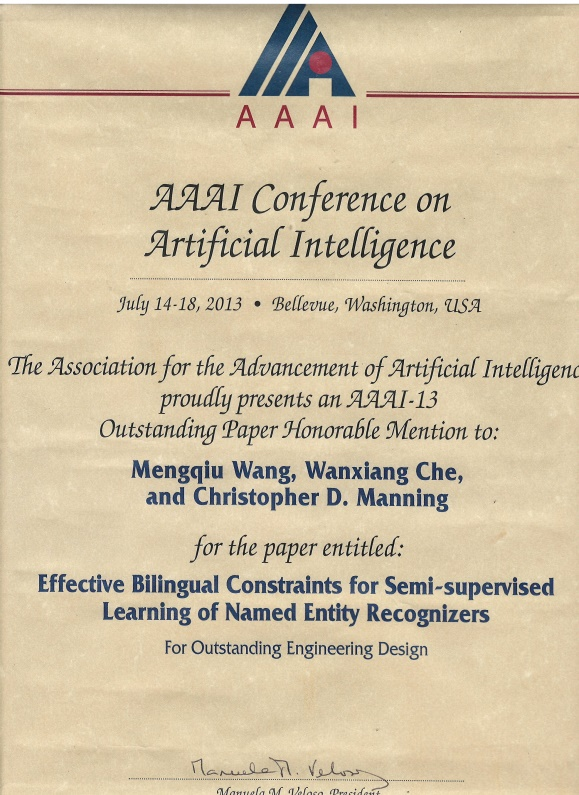 AAAI
AAAI Conference on
Artificial Intelligence
July 14-18, 2013 • Bellevue, Washington, USA
The Association for the Advancement of Artificial Intelligenc
proudly presents an AAAI-13
Outstanding Paper Honorable Mention to:
Mengqiu Wang, Wanxiang Che,
and Christopher D. Manning
for the paper entitled:
Effective Bilingual Constraints for Semi-supervised
Learning of Named Entity Recognizers
For Outstanding Engineering Design
Manuela M. Veloso
Manuela M. Veloso, President